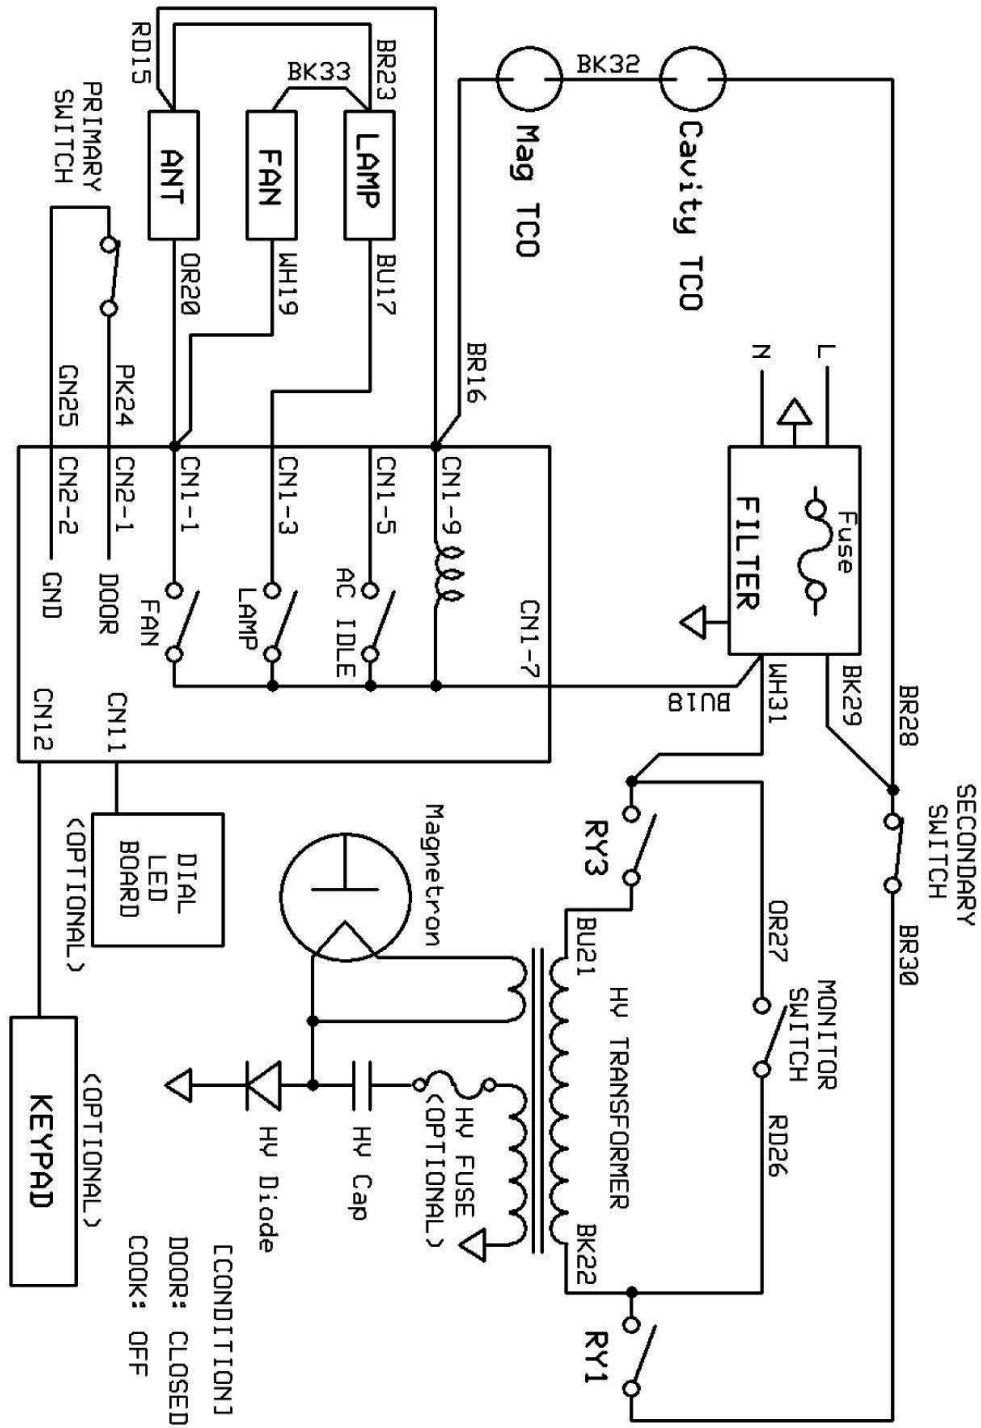 SECONDARY
SWITCH
BR28
BR30
L
N
Fuse
FILTER
BK29
WH31
BU18
MONITOR
SWITCH
OR27
RD26
BK32
Cavity TCO
Mag TCO
BR16
RY3
RY1
BU21
HV TRANSFORMER
BK22
BR23
BK33
RD15
LAMP
FAN
ANT
BU17
WH19
OR20
CN1-7
CN1-9
CN1-5
AC IDLE
CN1-3
LAMP
CN1-1
FAN
PRIMARY
SWITCH
PK24
CN2-1
DOOR
GN25
CN2-2
GND
CN11
CN12
Magnetron
HV FUSE
(OPTIONAL)
HV Cap
HV Diode
DIAL
LED
BOARD
(OPTIONAL)
(OPTIONAL)
KEYPAD
[CONDITION]
DOOR: CLOSED
COOK: OFF